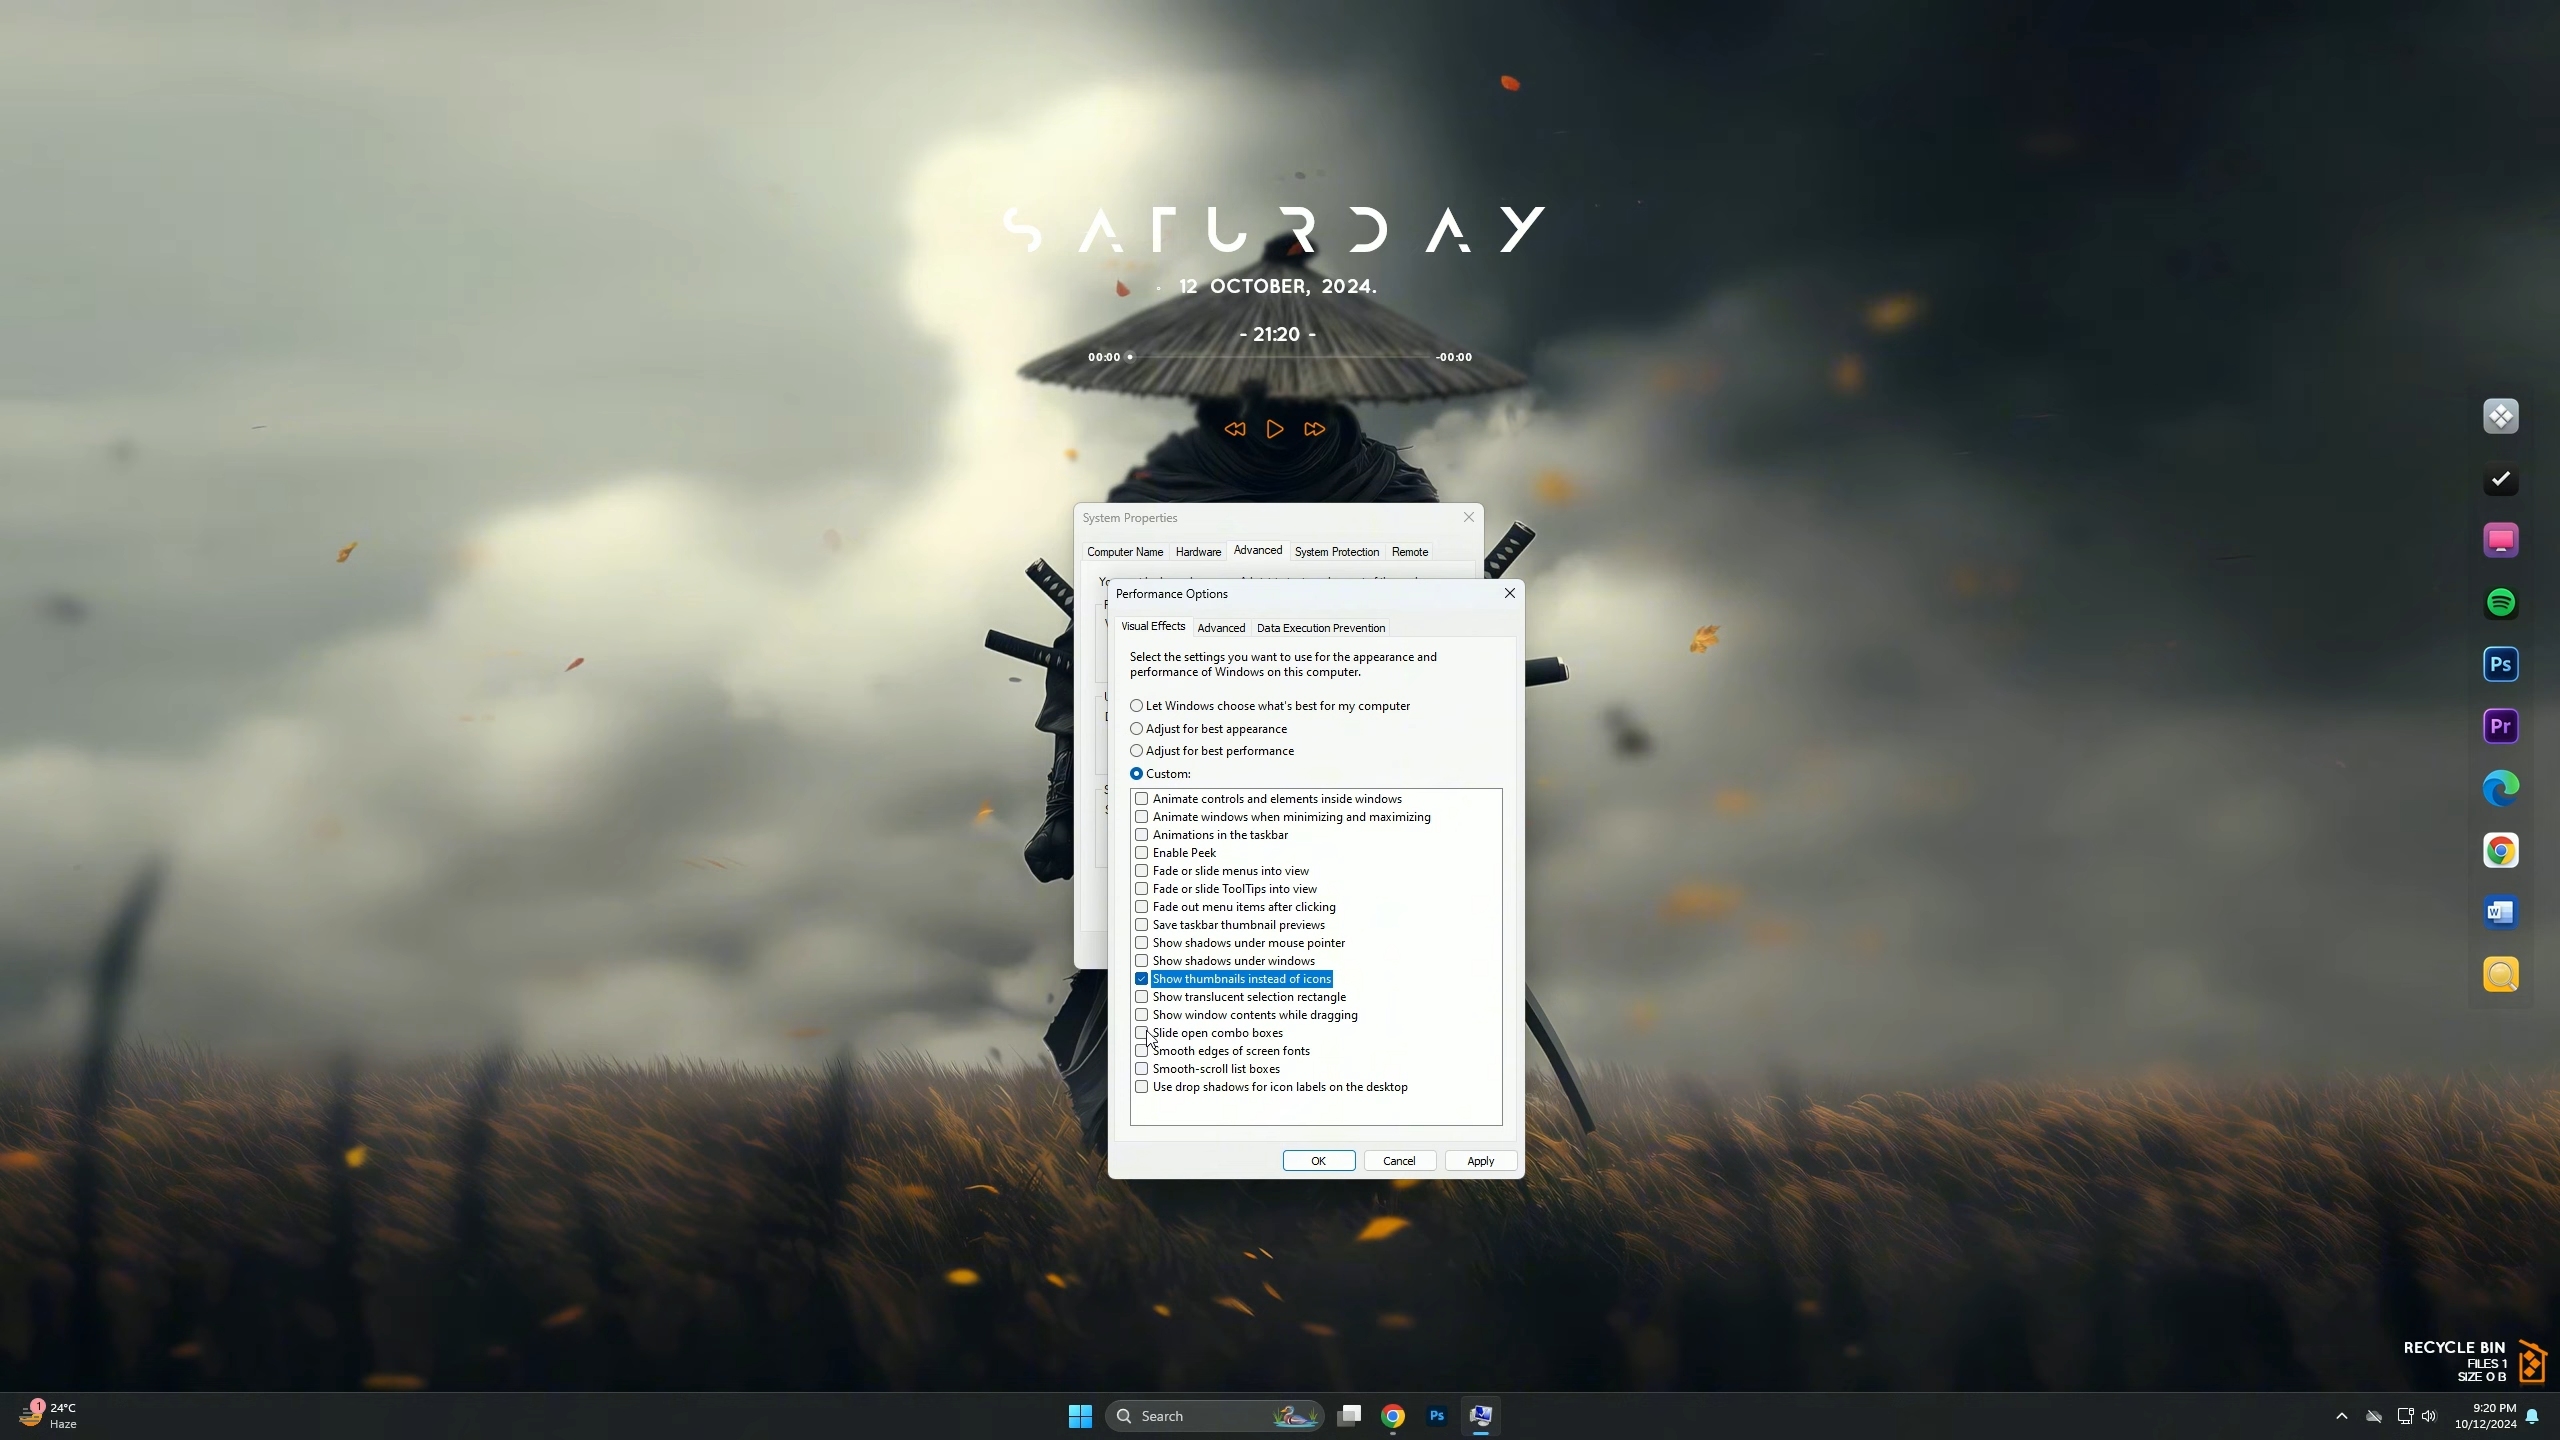 SATURDAY
12 OCTOBER, 2024.
- 21:20 -
00:00
-00:00
System Properties
Computer Name
Hardware
Advanced
System Protection
Remote
Performance Options
Visual Effects
Advanced
Data Execution Prevention
Select the settings you want to use for the appearance and
performance of Windows on this computer.
Let Windows choose what's best for my computer
Adjust for best appearance
Adjust for best performance
Custom:
Animate controls and elements inside windows
Animate windows when minimizing and maximizing
Animations in the taskbar
Enable Peek
Fade or slide menus into view
Fade or slide ToolTips into view
Fade out menu items after clicking
Save taskbar thumbnail previews
Show shadows under mouse pointer
Show shadows under windows
Show thumbnails instead of icons
Show translucent selection rectangle
Show window contents while dragging
Slide open combo boxes
Smooth edges of screen fonts
Smooth-scroll list boxes
Use drop shadows for icon labels on the desktop
OK
Cancel
Apply
Ps
Pr
W
RECYCLE BIN
FILES 1
SIZE 0 B
1
24°C
Haze
Search
Ps
9:20 PM
10/12/2024